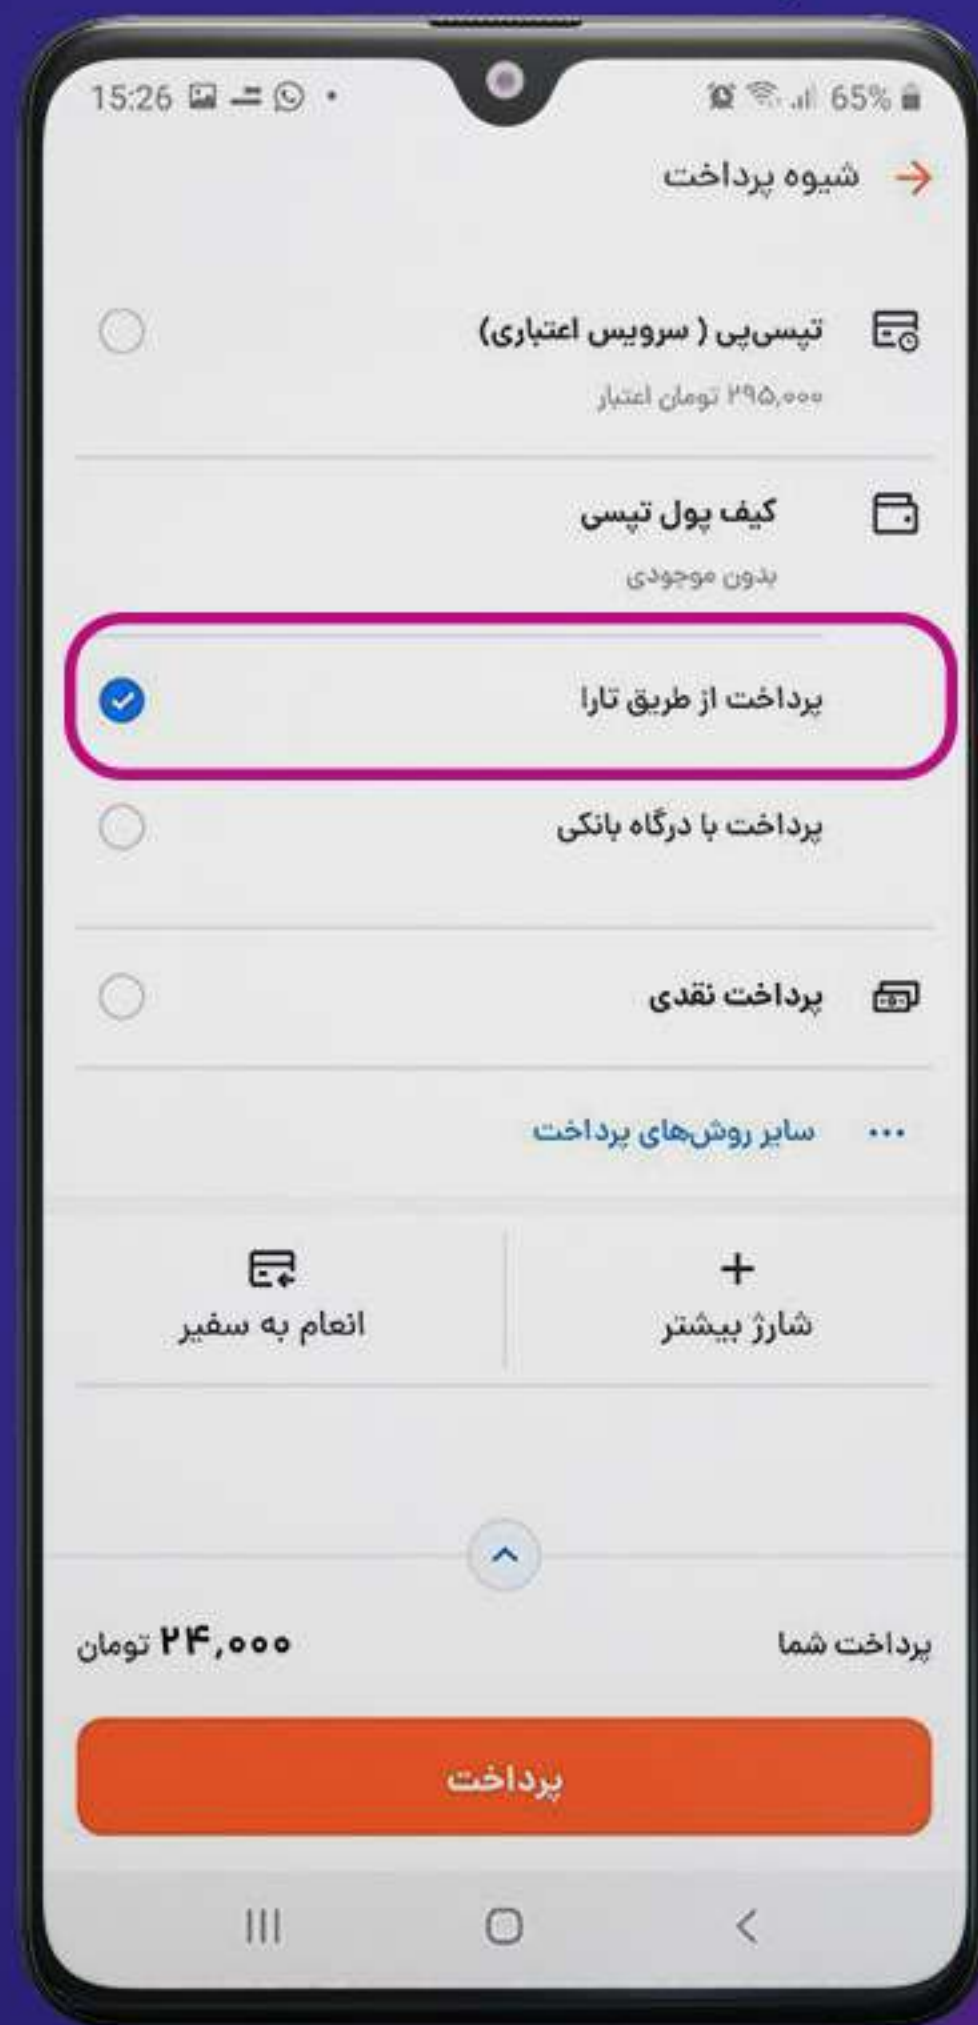 15:26
65%
شیوه پرداخت
تپسی‌پی ( سرویس اعتباری)
۲۹۵,۰۰۰ تومان اعتبار
کیف پول تپسی
بدون موجودی
پرداخت از طریق تارا
پرداخت با درگاه بانکی
پرداخت نقدی
سایر روش‌های پرداخت
شارژ بیشتر
انعام به سفیر
پرداخت شما
۲۴,۰۰۰ تومان
پرداخت